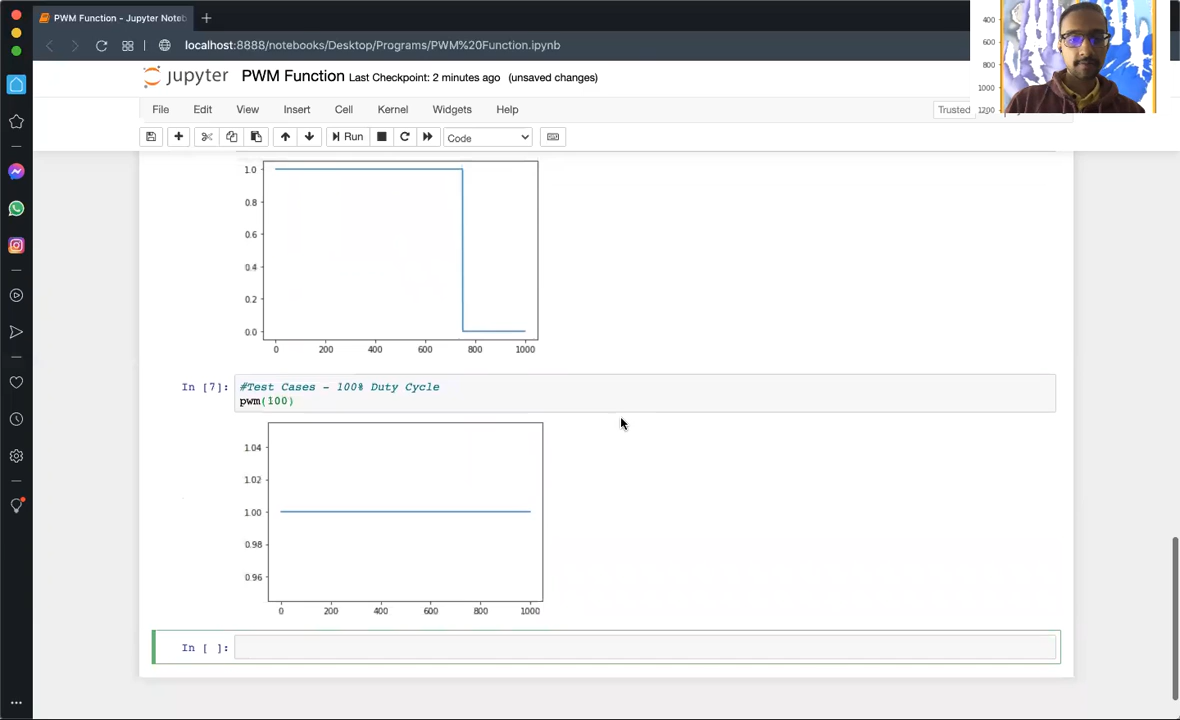 PWM Function - Jupyter Noteb
localhost:8888/notebooks/Desktop/Programs/PWM%20Function.ipynb
400
600
800
1000
1200
jupyter PWM Function Last Checkpoint: 2 minutes ago (unsaved changes)
File Edit View Insert Cell Kernel Widgets Help
Trusted
Run
Code
1.0
0.8
0.6
0.4
0.2
0.0
0 200 400 600 800 1000
In [7]: #Test Cases - 100% Duty Cycle
pwm(100)
1.04
1.02
1.00
0.98
0.96
0 200 400 600 800 1000
In [ ]: